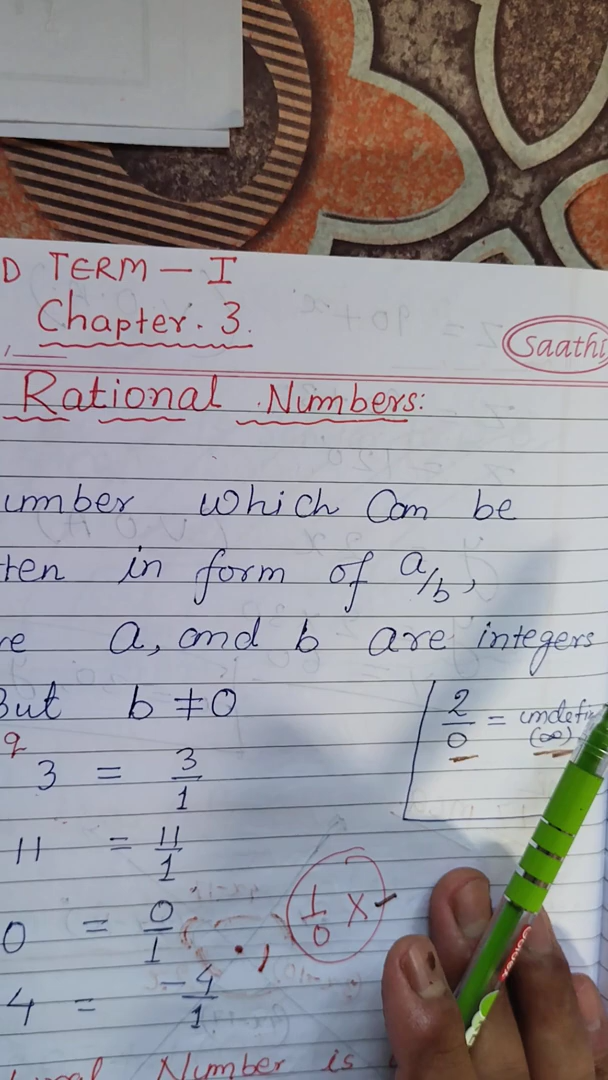 D TERM - I
Chapter. 3.
Saathi
Rational Numbers:
umber which Can be
ten in form of a/b,
re a, and b are integers
But b ≠ 0
2/0 = undefi
(∞)
q
3 = 3/1
11 = 11/1
0 = 0/1 , 1/0 X
4 = -4/1
Number is